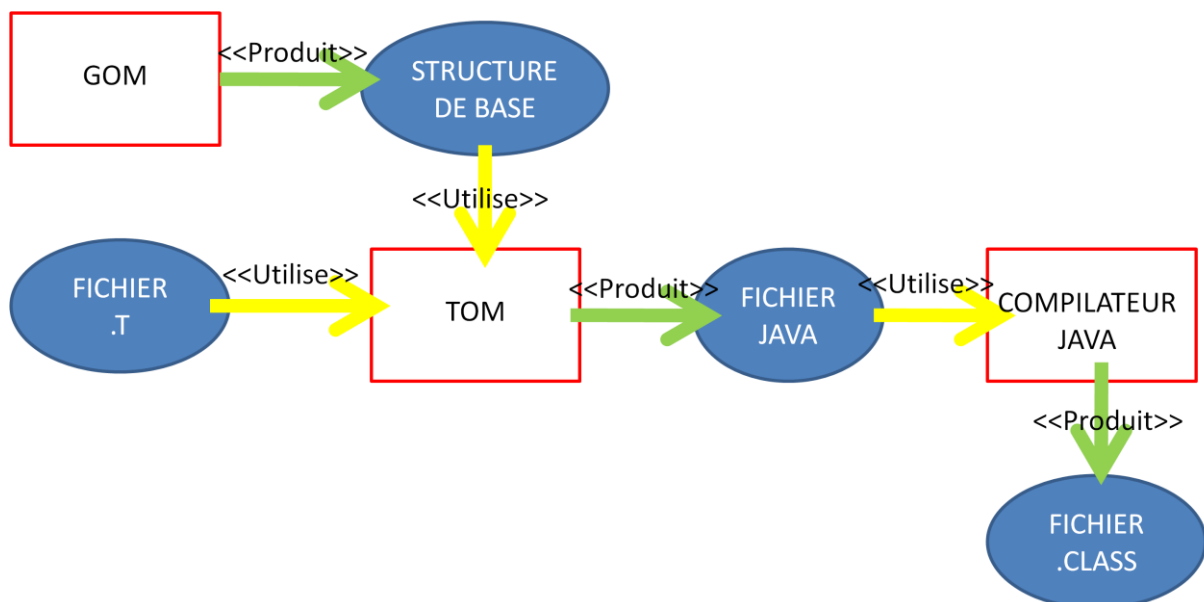 <<Produit>>
GOM
STRUCTURE
DE BASE
<<Utilise>>
FICHIER
.T
<<Utilise>>
TOM
<<Produit>>
FICHIER
JAVA
<<Utilise>>
COMPILATEUR
JAVA
<<Produit>>
FICHIER
.CLASS